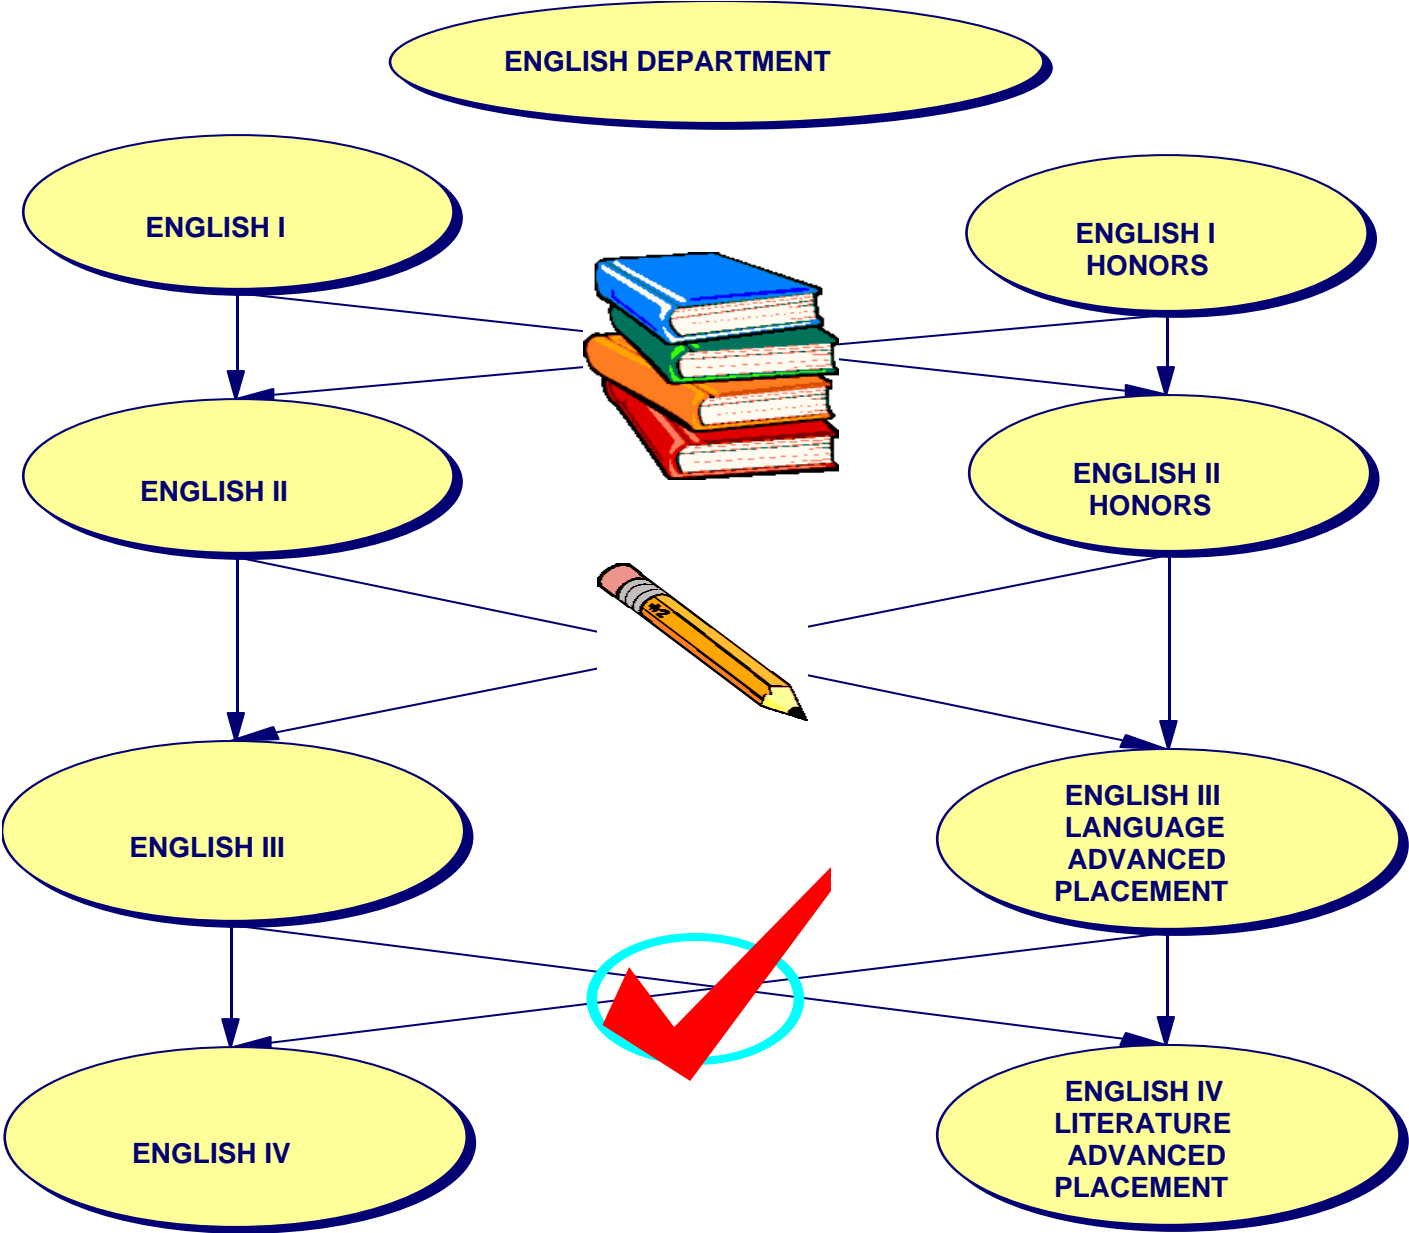 ENGLISH DEPARTMENT
ENGLISH I
ENGLISH I
HONORS
ENGLISH II
ENGLISH II
HONORS
#2
ENGLISH III
ENGLISH III
LANGUAGE
ADVANCED
PLACEMENT
ENGLISH IV
ENGLISH IV
LITERATURE
ADVANCED
PLACEMENT